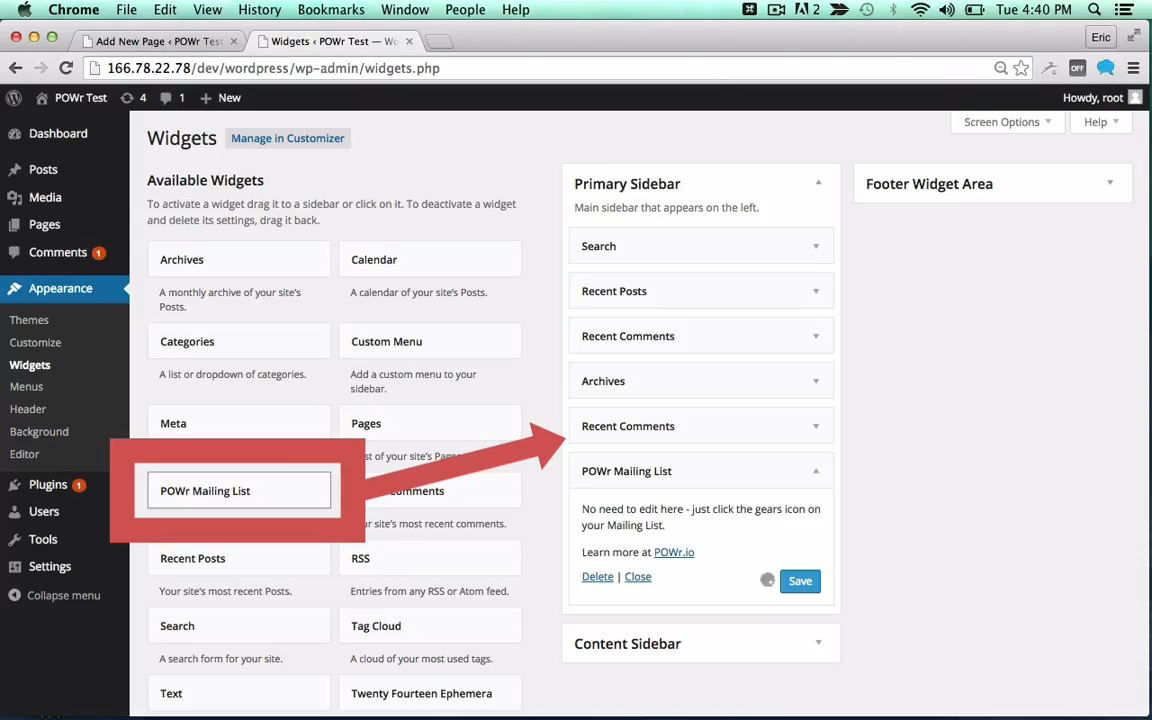 Chrome File Edit View History Bookmarks Window People Help 2 Tue 4:40 PM
Add New Page ‹ POWr Test × Widgets ‹ POWr Test — Wo × Eric
166.78.22.78/dev/wordpress/wp-admin/widgets.php OFF
POWr Test 4 1 + New Howdy, root
Screen Options Help
Dashboard
Posts
Media
Pages
Comments 1
Appearance
Themes
Customize
Widgets
Menus
Header
Background
Editor
Plugins 1
Users
Tools
Settings
Collapse menu
Widgets Manage in Customizer
Available Widgets
To activate a widget drag it to a sidebar or click on it. To deactivate a widget
and delete its settings, drag it back.
Archives Calendar
A monthly archive of your site's A calendar of your site's Posts.
Posts.
Categories Custom Menu
A list or dropdown of categories. Add a custom menu to your
sidebar.
Meta Pages
of your site's
POWr Mailing List
site's most recent comments.
Recent Posts RSS
Your site's most recent Posts. Entries from any RSS or Atom feed.
Search Tag Cloud
A search form for your site. A cloud of your most used tags.
Text Twenty Fourteen Ephemera
Primary Sidebar
Main sidebar that appears on the left.
Search
Recent Posts
Recent Comments
Archives
Recent Comments
POWr Mailing List
No need to edit here - just click the gears icon on
your Mailing List.
Learn more at POWr.io
Delete | Close Save
Content Sidebar
Footer Widget Area